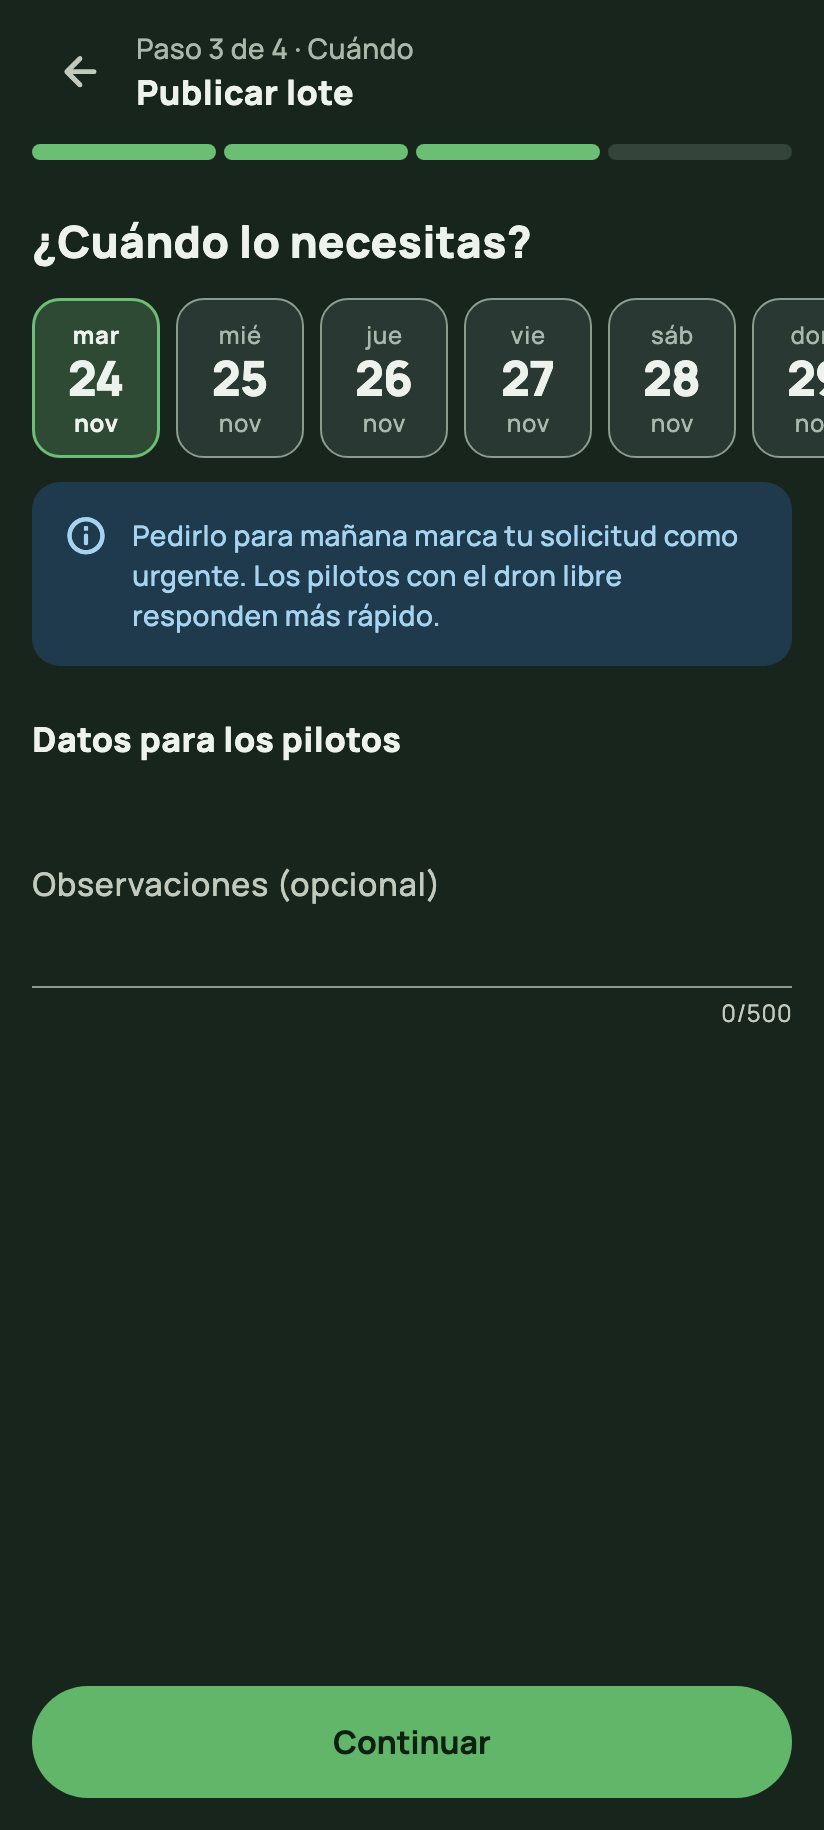 Paso 3 de 4 · Cuándo
Publicar lote
¿Cuándo lo necesitas?
mar
24
nov
mié
25
nov
jue
26
nov
vie
27
nov
sáb
28
nov
Pedirlo para mañana marca tu solicitud como
urgente. Los pilotos con el dron libre
responden más rápido.
Datos para los pilotos
Observaciones (opcional)
0/500
Continuar